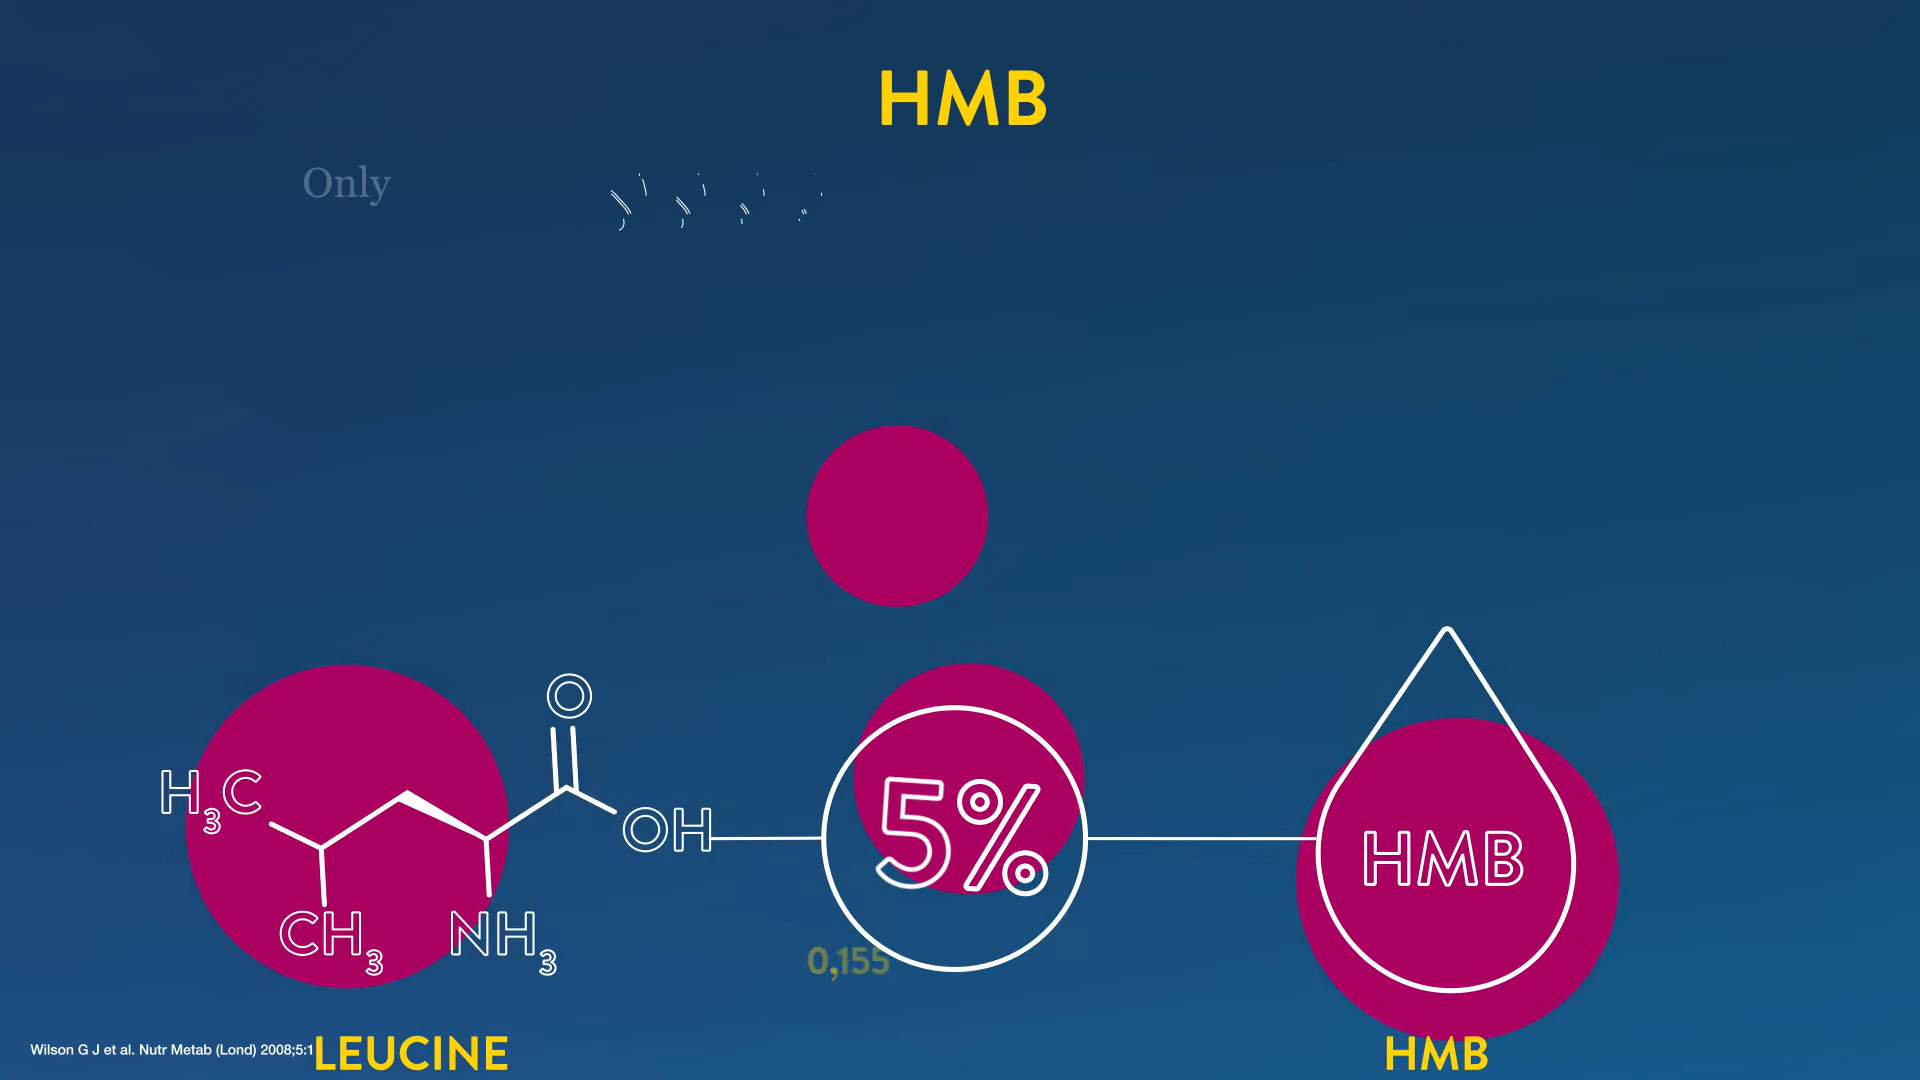 HMB
Only
O
H₃C
OH
5%
HMB
CH₃
NH₃
0,155
Wilson G J et al. Nutr Metab (Lond) 2008;5:1
LEUCINE
HMB